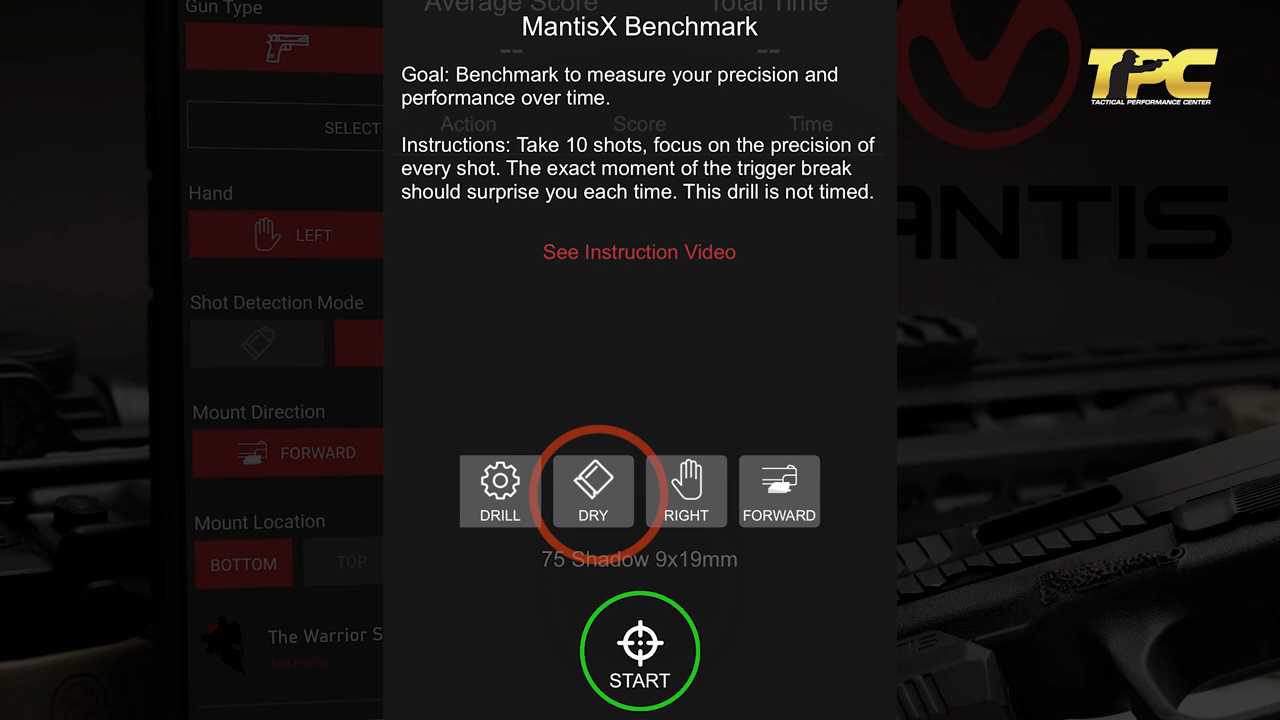 Gun Type
SELECT
Hand
LEFT
Shot Detection Mode
Mount Direction
FORWARD
Mount Location
BOTTOM
TOP
The Warrior S
Edit Profile
Average Score
Total Time
--
--
MantisX Benchmark
Goal: Benchmark to measure your precision and
performance over time.
Action
Score
Time
Instructions: Take 10 shots, focus on the precision of
every shot. The exact moment of the trigger break
should surprise you each time. This drill is not timed.
See Instruction Video
DRILL
DRY
RIGHT
FORWARD
75 Shadow 9x19mm
START
TPC
TACTICAL PERFORMANCE CENTER
ANTIS